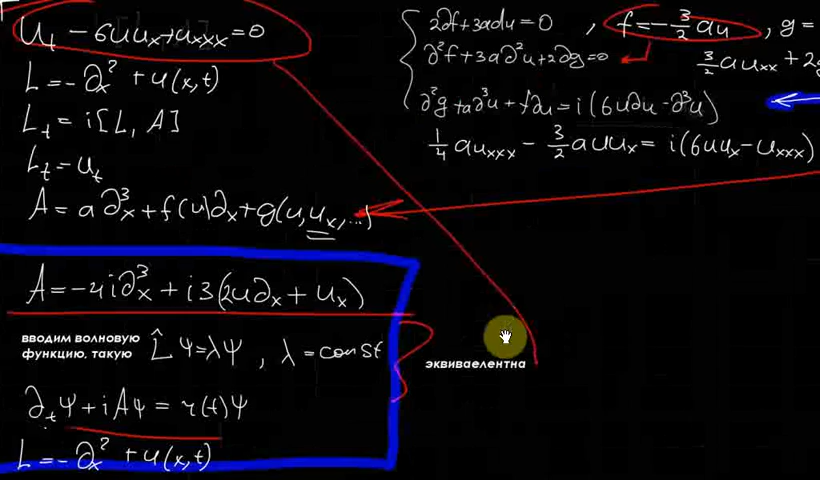 u_t − 6uu_x + u_xxx = 0
L = −∂_x² + u(x,t)
L_t = i[L, A]
L_t = u_t
A = a∂_x³ + f(u)∂_x + g(u, u_x, ...)
A = −4i∂_x³ + i3(2u∂_x + u_x)
вводим волновую
функцию, такую L̂ψ = λψ , λ = const
∂_tψ + iAψ = η(t)ψ
L = −∂_x² + u(x,t)
2∂f + 3a∂u = 0 , f = −3/2 au , g =
∂²f + 3a∂²u + 2∂g = 0
3/2 au_xx + 2g
∂²g + a∂³u + f∂u = i(6u∂u − ∂³u)
1/4 au_xxx − 3/2 auu_x = i(6uu_x − u_xxx)
эквиваелентна